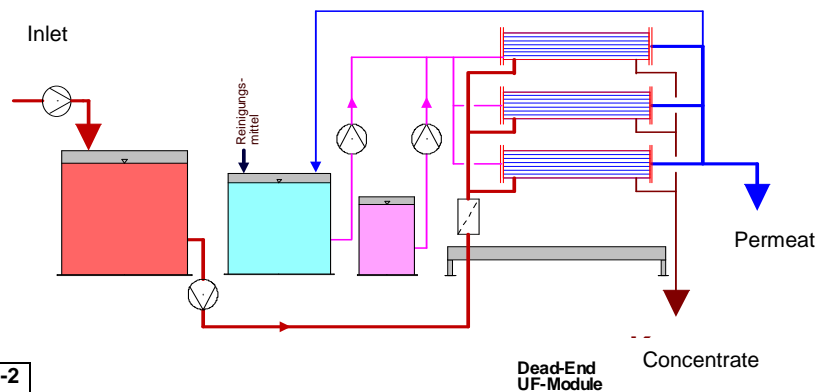 Inlet
Reinigungs-
mittel
Permeat
Concentrate
Dead-End
UF-Module
-2